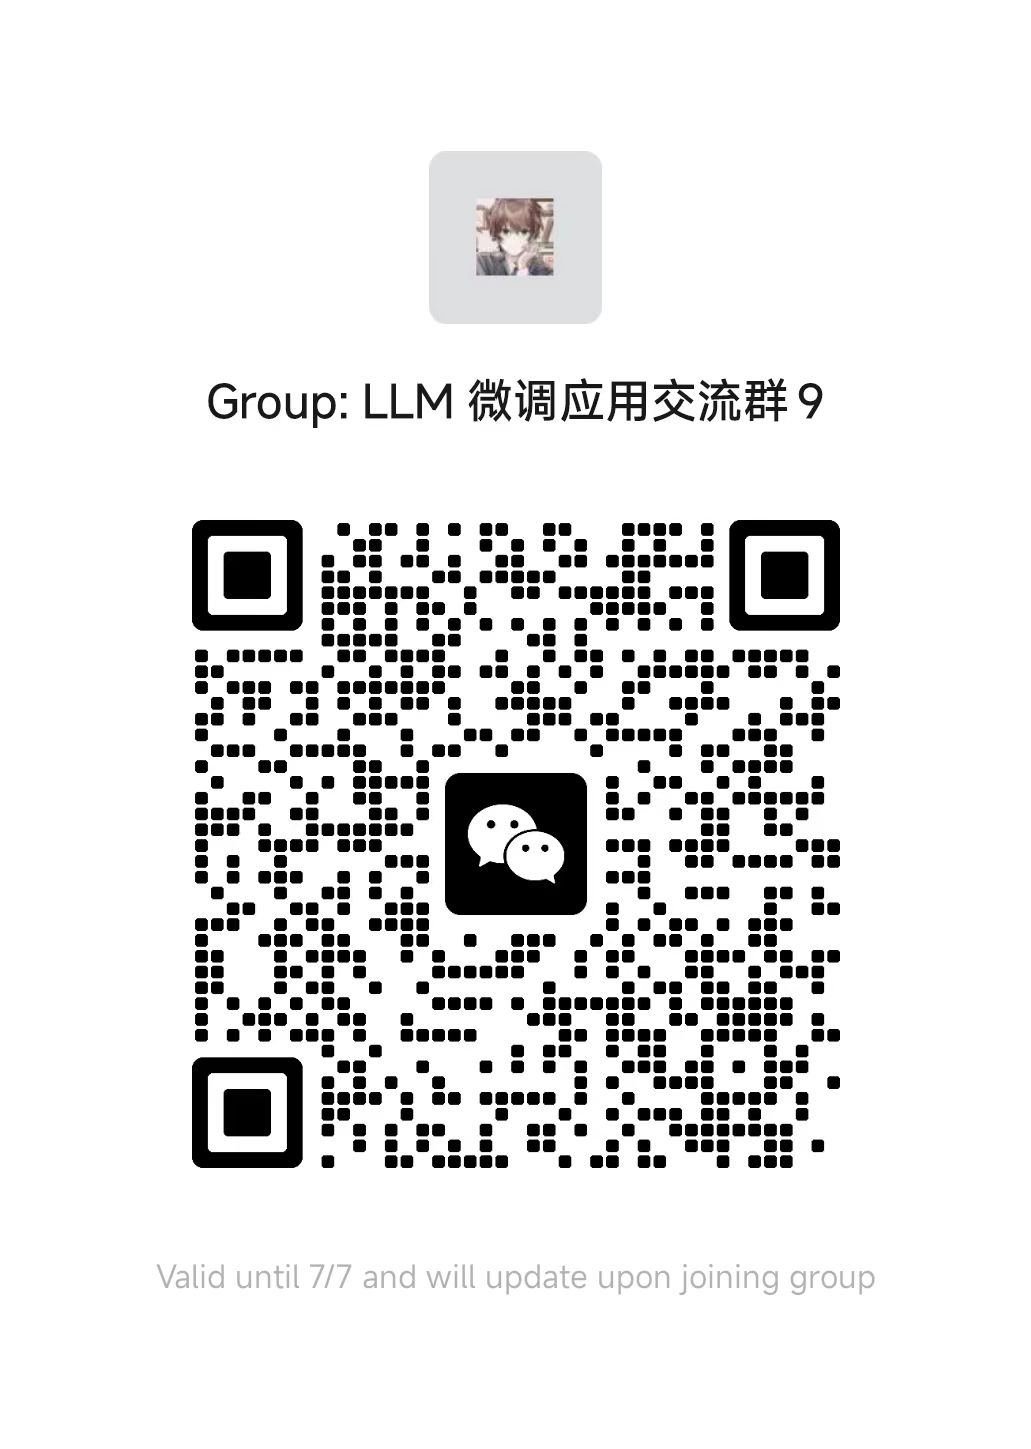 Group: LLM 微调应用交流群 9
Valid until 7/7 and will update upon joining group